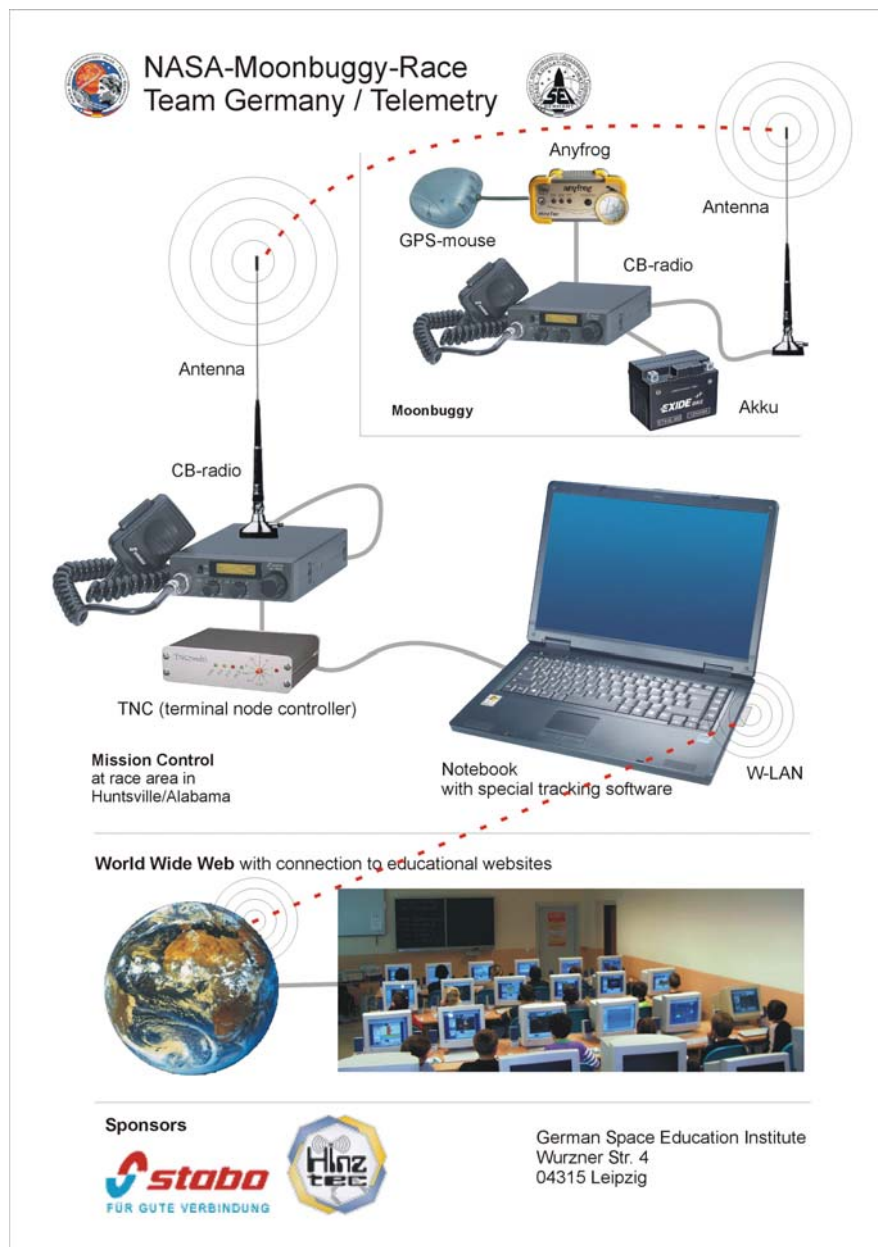 NASA-Moonbuggy-Race
Team Germany / Telemetry
SEI
Anyfrog
anyfrog
GPS-mouse
Antenna
CB-radio
EXIDE
Akku
Moonbuggy
Antenna
CB-radio
TNC (terminal node controller)
Mission Control
at race area in
Huntsville/Alabama
Notebook
with special tracking software
W-LAN
World Wide Web with connection to educational websites
Sponsors
stabo
FÜR GUTE VERBINDUNG
Hinz
tec
German Space Education Institute
Wurzner Str. 4
04315 Leipzig